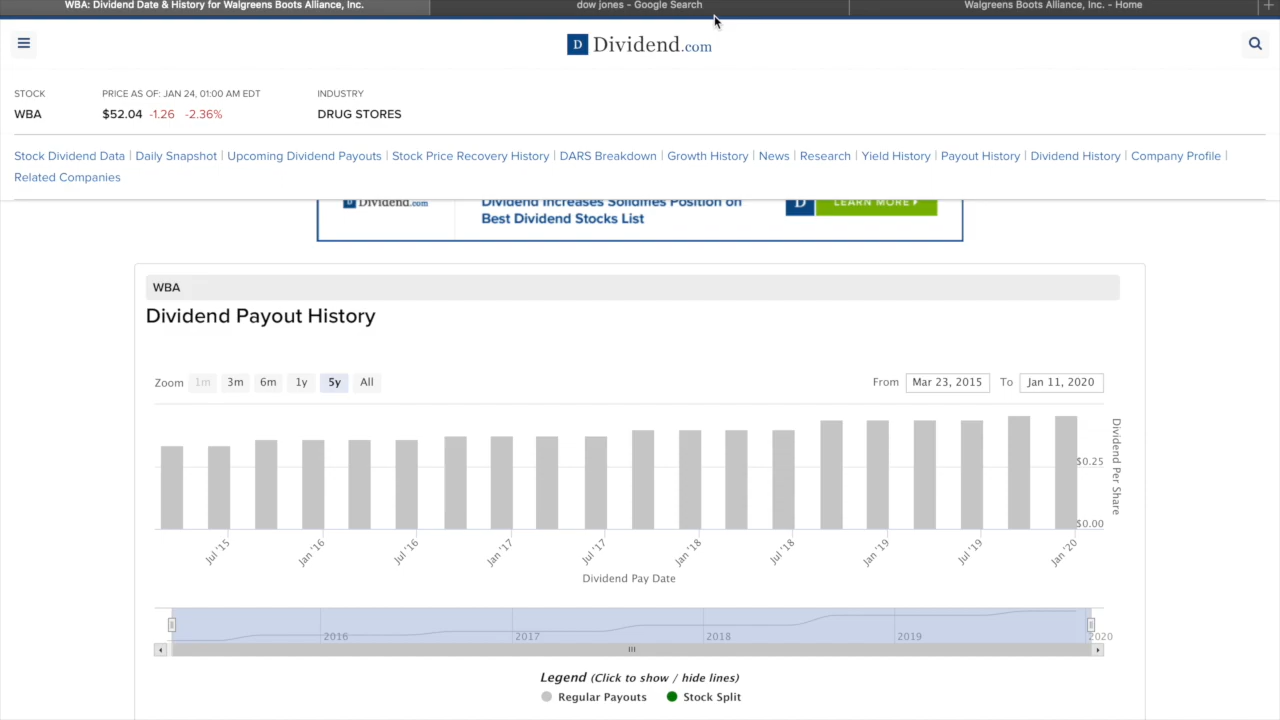 WBA: Dividend Date & History for Walgreens Boots Alliance, Inc.
dow jones - Google Search
Walgreens Boots Alliance, Inc. - Home
D Dividend.com
STOCK
PRICE AS OF: JAN 24, 01:00 AM EDT
INDUSTRY
WBA
$52.04 -1.26 -2.36%
DRUG STORES
Stock Dividend Data | Daily Snapshot | Upcoming Dividend Payouts | Stock Price Recovery History | DARS Breakdown | Growth History | News | Research | Yield History | Payout History | Dividend History | Company Profile |
Related Companies
D Dividend.com
Dividend Increases Solidifies Position on
Best Dividend Stocks List
D LEARN MORE
WBA
Dividend Payout History
Zoom 1m 3m 6m 1y 5y All
From Mar 23, 2015 To Jan 11, 2020
$0.25
$0.00
Dividend Per Share
Jul '15 Jan '16 Jul '16 Jan '17 Jul '17 Jan '18 Jul '18 Jan '19 Jul '19 Jan '20
Dividend Pay Date
2016 2017 2018 2019 2020
Legend (Click to show / hide lines)
Regular Payouts Stock Split